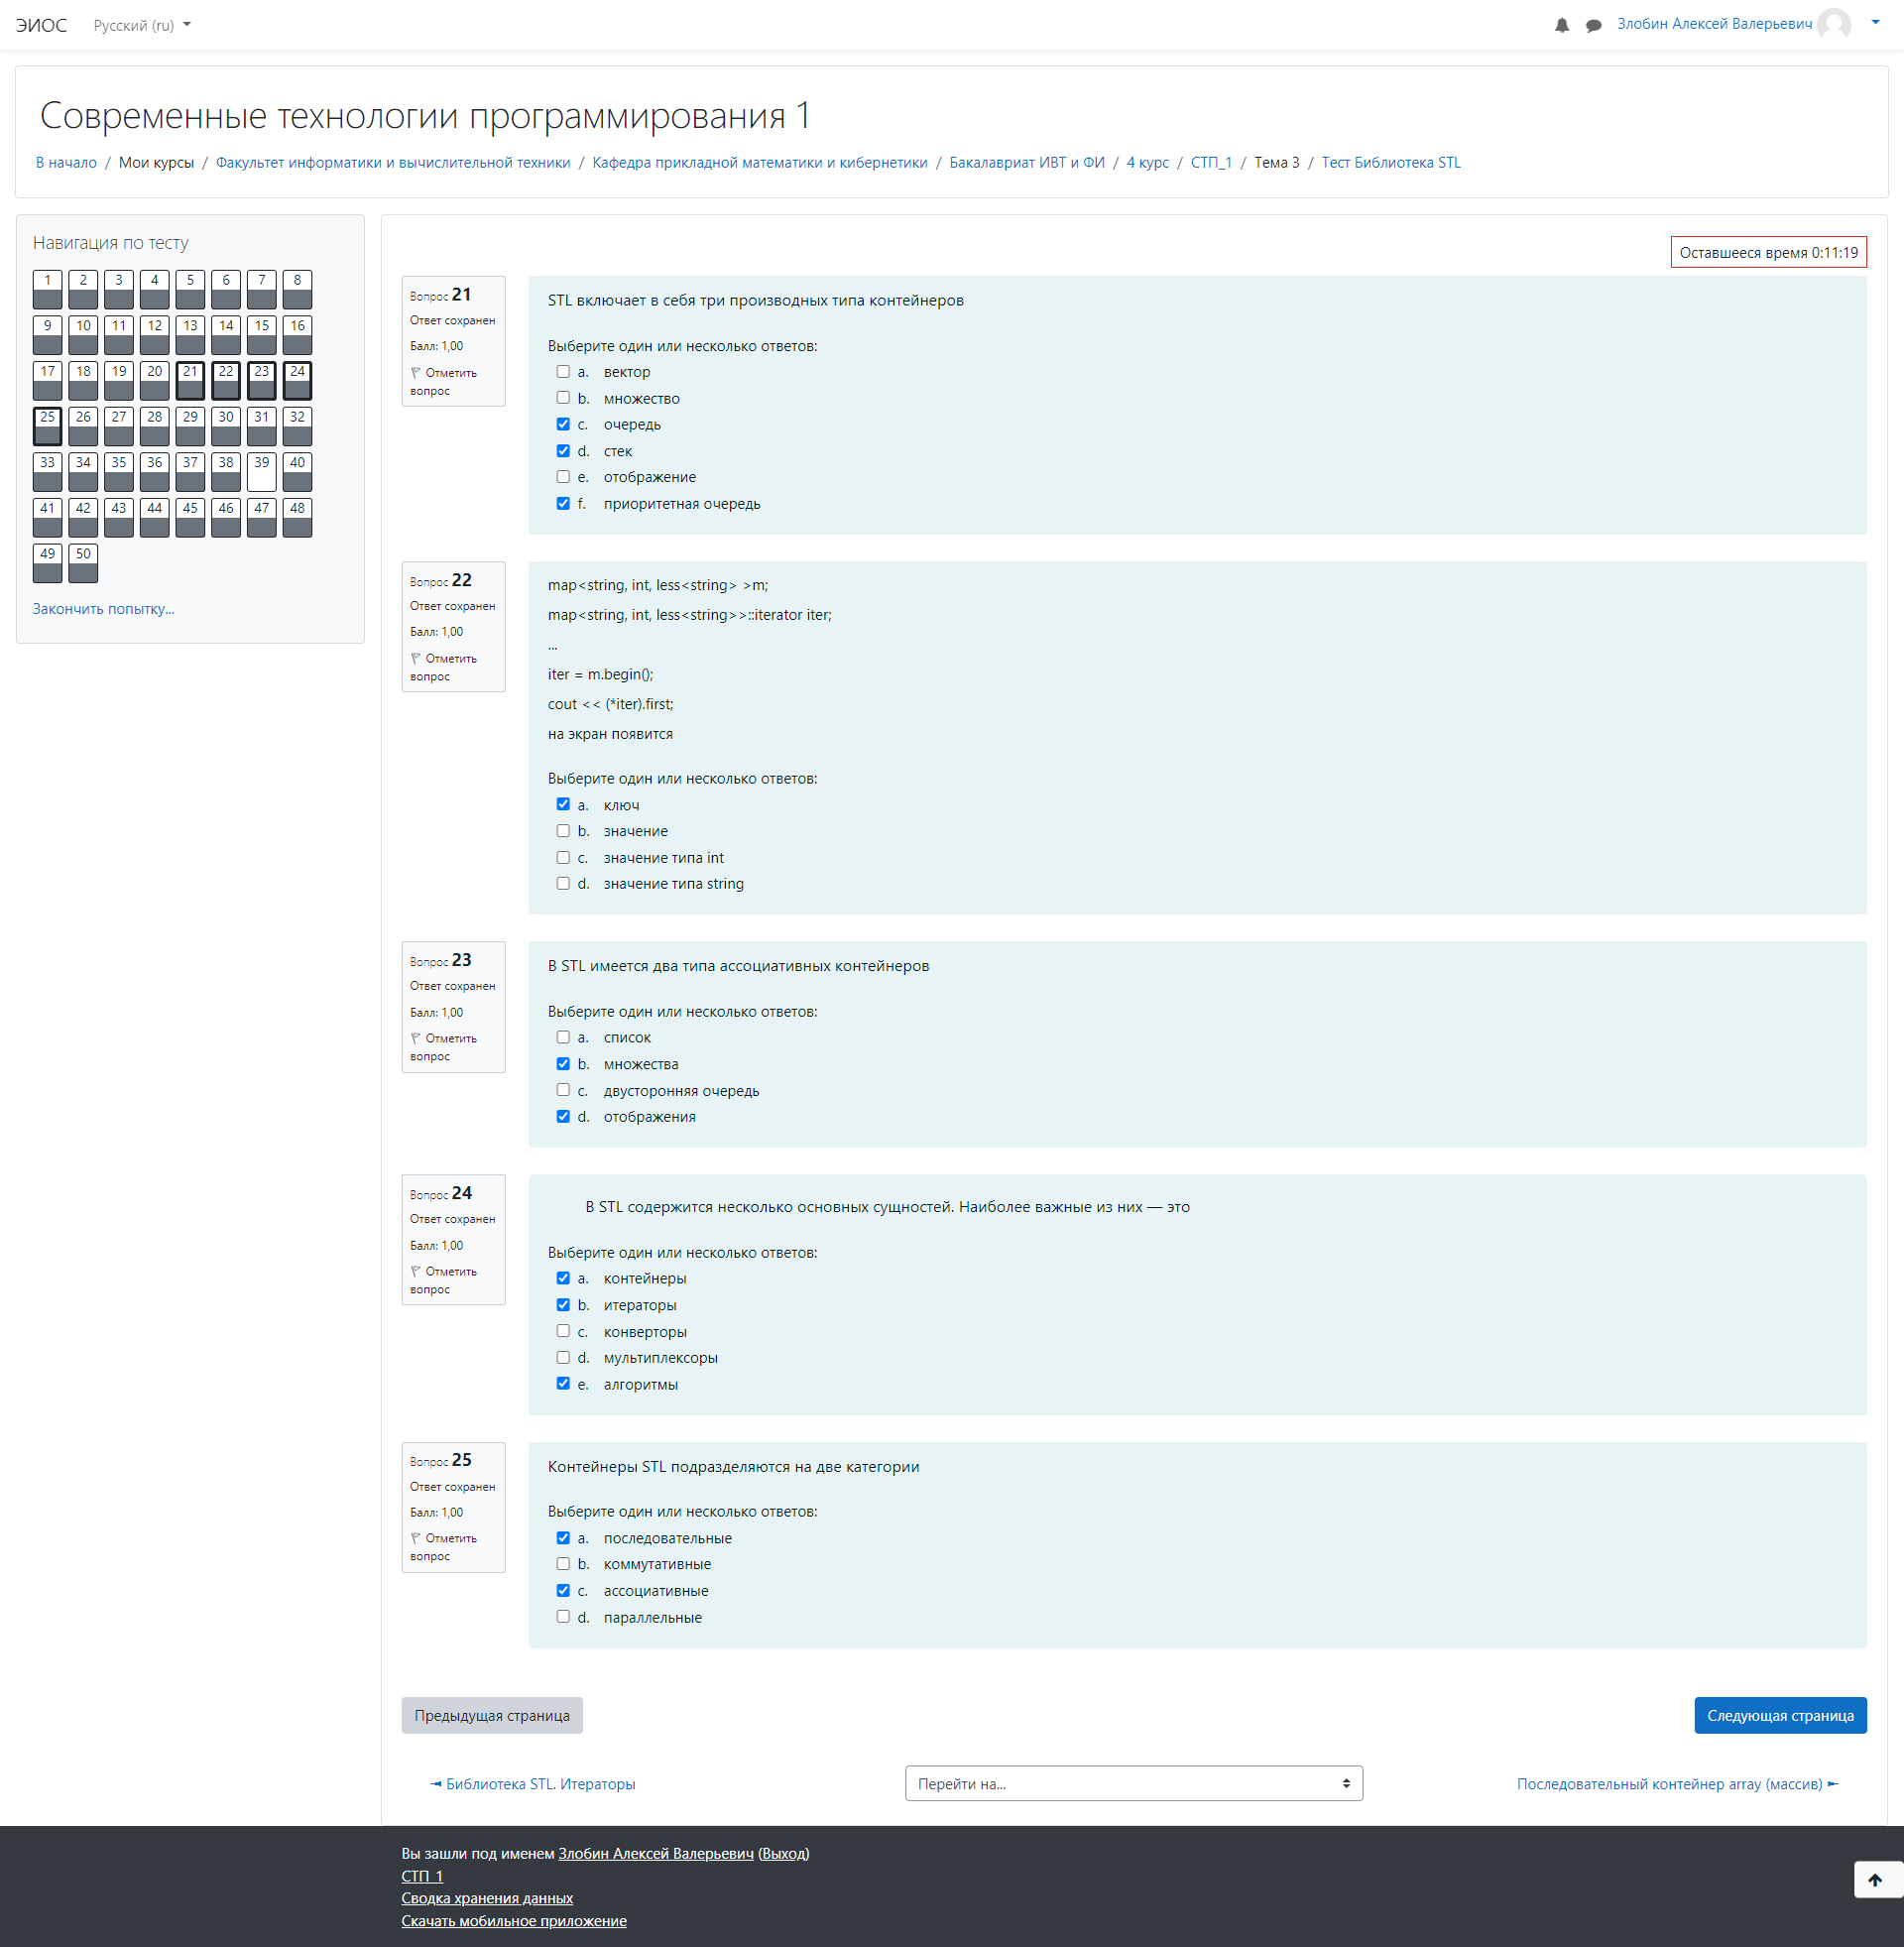 ЭИОС
Русский (ru)
Злобин Алексей Валерьевич
Современные технологии программирования 1
В начало / Мои курсы / Факультет информатики и вычислительной техники / Кафедра прикладной математики и кибернетики / Бакалавриат ИВТ и ФИ / 4 курс / СТП_1 / Тема 3 / Тест Библиотека STL
Навигация по тесту
1 2 3 4 5 6 7 8
9 10 11 12 13 14 15 16
17 18 19 20 21 22 23 24
25 26 27 28 29 30 31 32
33 34 35 36 37 38 39 40
41 42 43 44 45 46 47 48
49 50
Закончить попытку...
Оставшееся время 0:11:19
Вопрос 21
Ответ сохранен
Балл: 1,00
Отметить
вопрос
STL включает в себя три производных типа контейнеров
Выберите один или несколько ответов:
a. вектор
b. множество
c. очередь
d. стек
e. отображение
f. приоритетная очередь
Вопрос 22
Ответ сохранен
Балл: 1,00
Отметить
вопрос
map<string, int, less<string> >m;
map<string, int, less<string>>::iterator iter;
...
iter = m.begin();
cout << (*iter).first;
на экран появится
Выберите один или несколько ответов:
a. ключ
b. значение
c. значение типа int
d. значение типа string
Вопрос 23
Ответ сохранен
Балл: 1,00
Отметить
вопрос
В STL имеется два типа ассоциативных контейнеров
Выберите один или несколько ответов:
a. список
b. множества
c. двусторонняя очередь
d. отображения
Вопрос 24
Ответ сохранен
Балл: 1,00
Отметить
вопрос
В STL содержится несколько основных сущностей. Наиболее важные из них — это
Выберите один или несколько ответов:
a. контейнеры
b. итераторы
c. конверторы
d. мультиплексоры
e. алгоритмы
Вопрос 25
Ответ сохранен
Балл: 1,00
Отметить
вопрос
Контейнеры STL подразделяются на две категории
Выберите один или несколько ответов:
a. последовательные
b. коммутативные
c. ассоциативные
d. параллельные
Предыдущая страница
Следующая страница
◄ Библиотека STL. Итераторы
Перейти на...
Последовательный контейнер array (массив) ►
Вы зашли под именем Злобин Алексей Валерьевич (Выход)
СТП_1
Сводка хранения данных
Скачать мобильное приложение